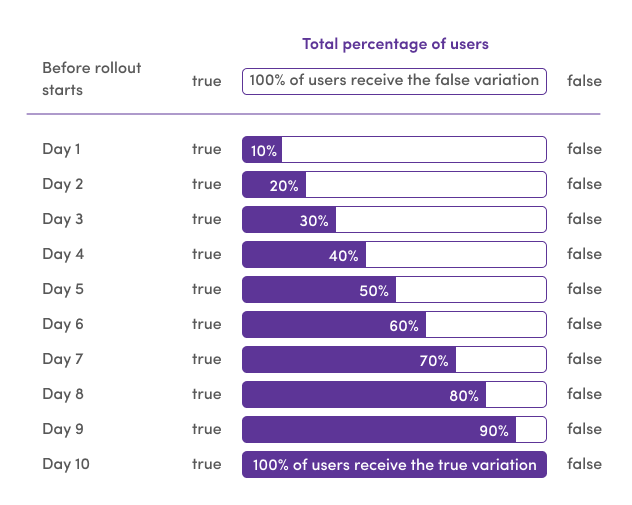 Total percentage of users
Before rollout
starts
true 100% of users receive the false variation false
Day 1 true 10% false
Day 2 true 20% false
Day 3 true 30% false
Day 4 true 40% false
Day 5 true 50% false
Day 6 true 60% false
Day 7 true 70% false
Day 8 true 80% false
Day 9 true 90% false
Day 10 true 100% of users receive the true variation false